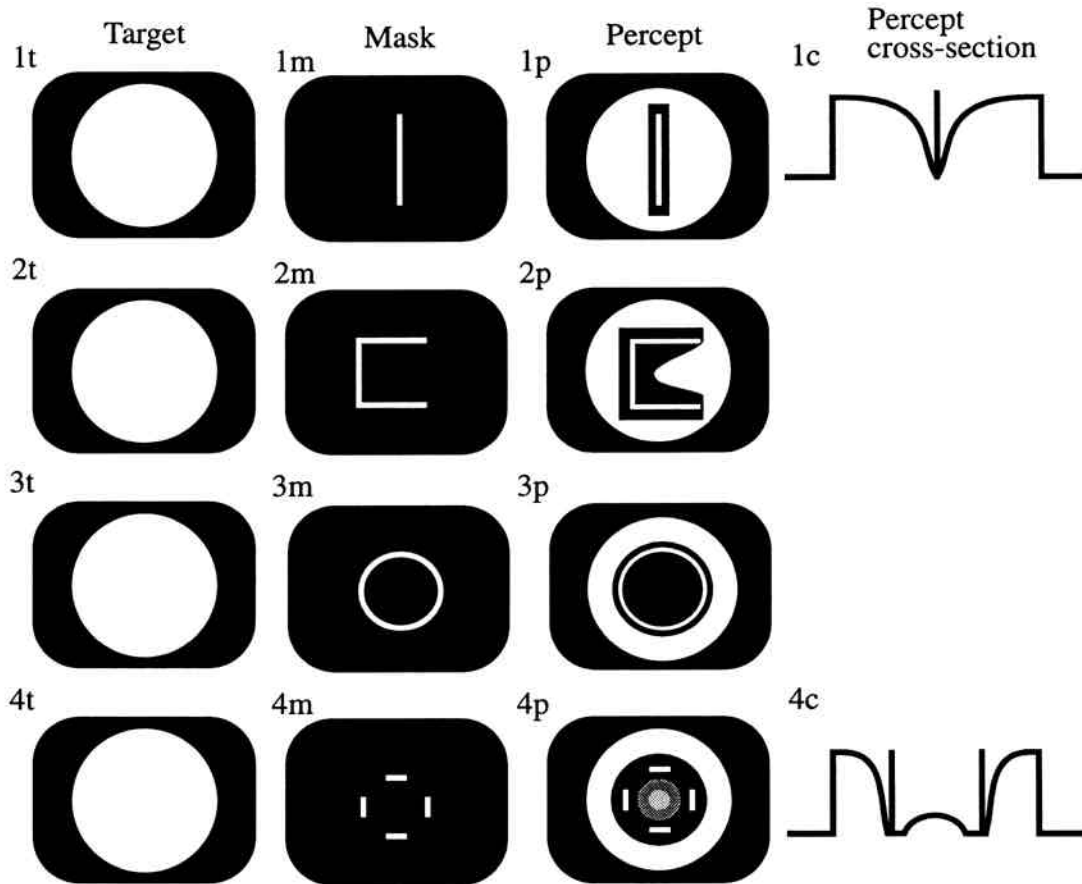 Target
Mask
Percept
Percept
cross-section
1t
1m
1p
1c
2t
2m
2p
3t
3m
3p
4t
4m
4p
4c